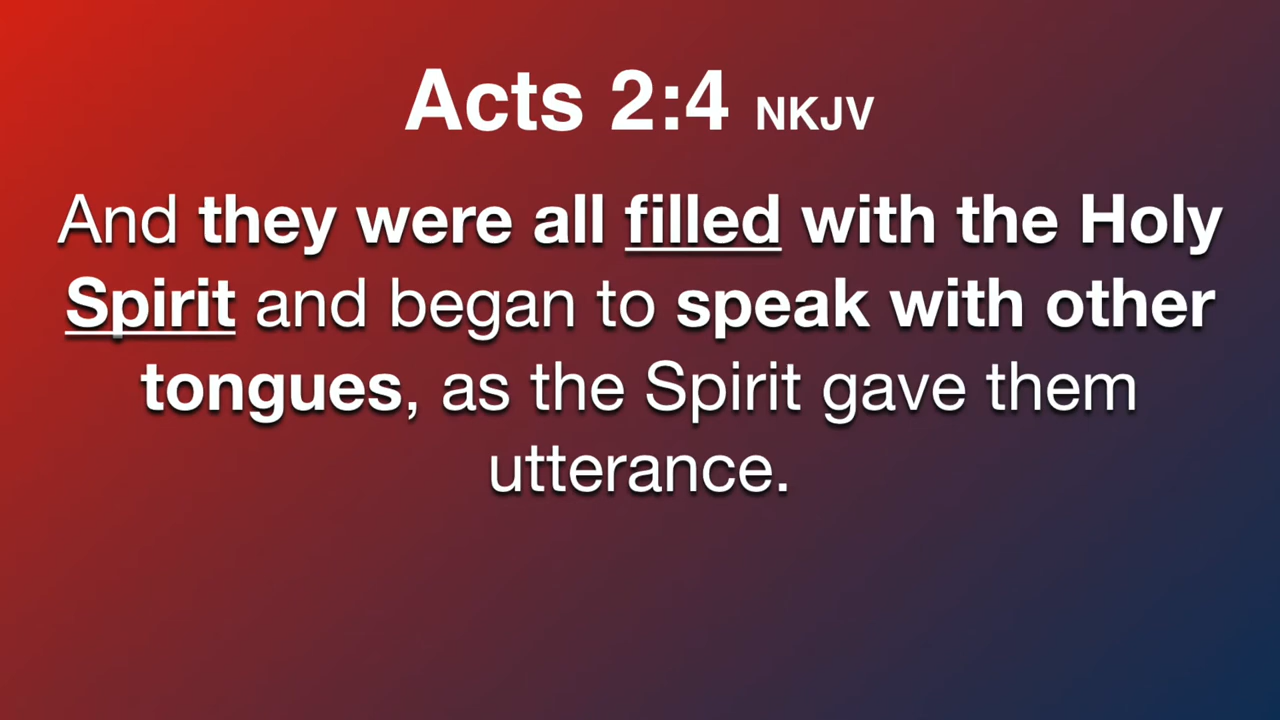 Acts 2:4 NKJV
And they were all filled with the Holy
Spirit and began to speak with other
tongues, as the Spirit gave them
utterance.